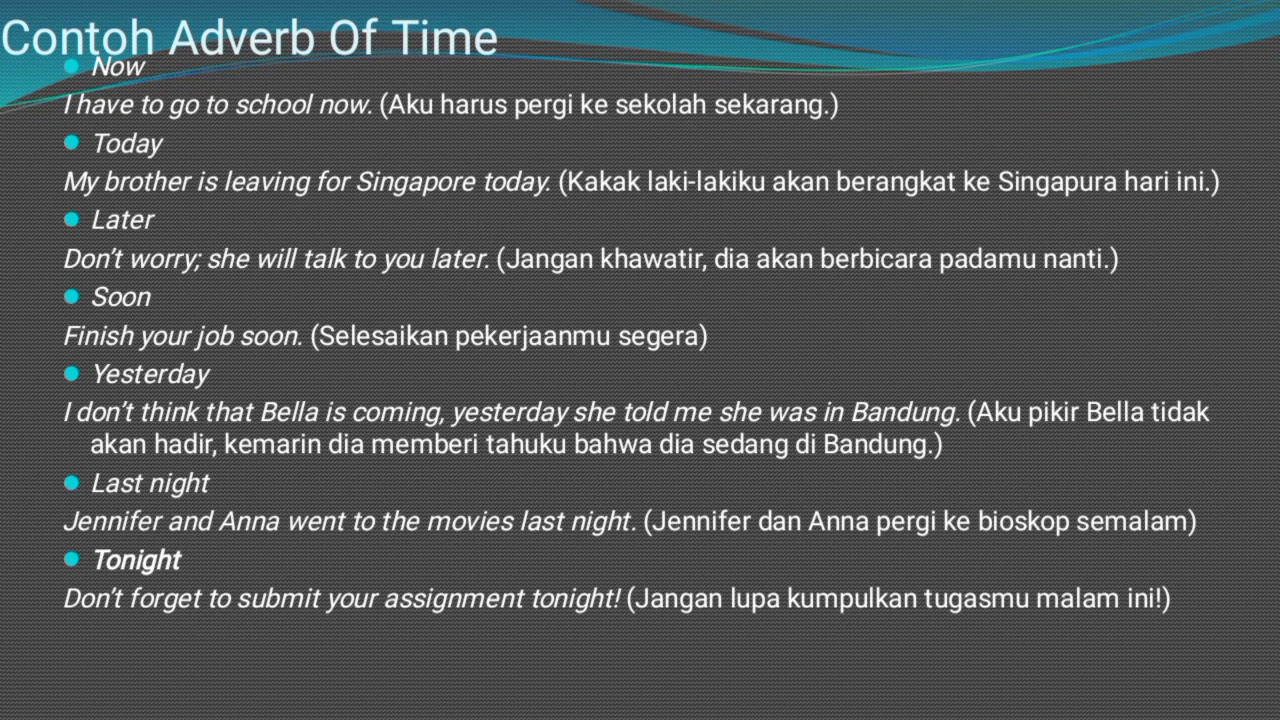 Contoh Adverb Of Time
Now
I have to go to school now. (Aku harus pergi ke sekolah sekarang.)
Today
My brother is leaving for Singapore today. (Kakak laki-lakiku akan berangkat ke Singapura hari ini.)
Later
Don’t worry; she will talk to you later. (Jangan khawatir, dia akan berbicara padamu nanti.)
Soon
Finish your job soon. (Selesaikan pekerjaanmu segera)
Yesterday
I don’t think that Bella is coming, yesterday she told me she was in Bandung. (Aku pikir Bella tidak
akan hadir, kemarin dia memberi tahuku bahwa dia sedang di Bandung.)
Last night
Jennifer and Anna went to the movies last night. (Jennifer dan Anna pergi ke bioskop semalam)
Tonight
Don’t forget to submit your assignment tonight! (Jangan lupa kumpulkan tugasmu malam ini!)